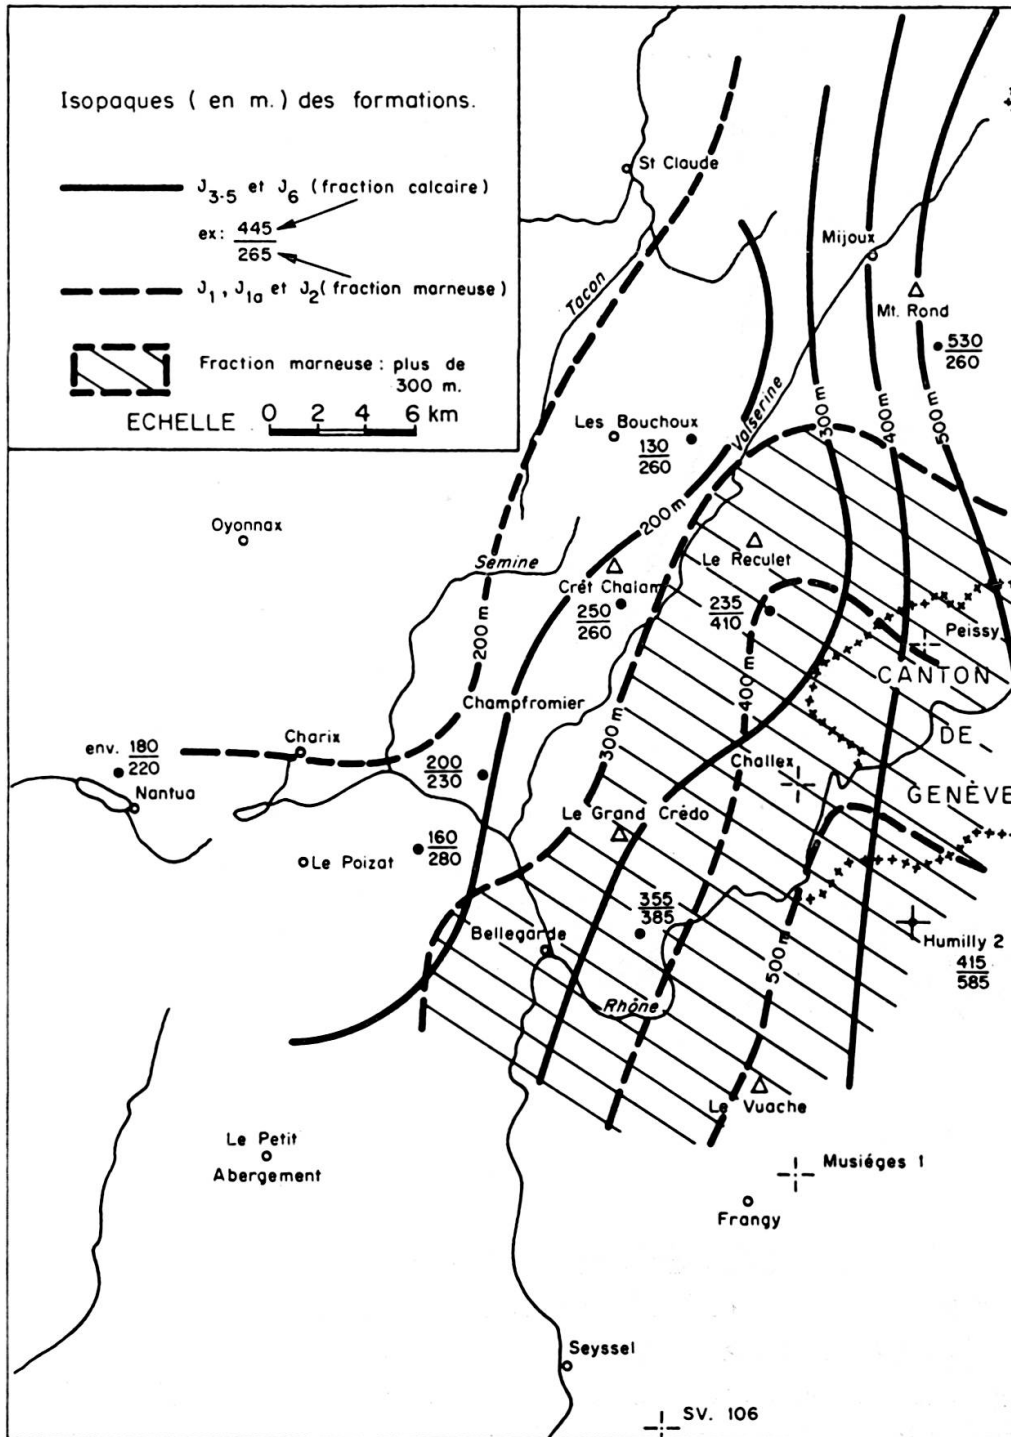 Isopaques ( en m.) des formations.
J3-5 et J6 (fraction calcaire)
ex: 445
265
J1 , J1a et J2 (fraction marneuse)
Fraction marneuse : plus de
300 m.
ECHELLE 0 2 4 6 km
St Claude
Mijoux
Tacon
Mt. Rond
530
260
Les Bouchoux
130
260
Valserine
300 m
400 m
500 m
200 m
Oyonnax
Semine
Le Reculet
Crêt Chalam
250
260
235
410
Peissy
200 m
CANTON
400 m
Champfromier
300 m
Charix
DE
env. 180
220
200
230
Challex
Nantua
GENÈVE
Le Grand Crédo
160
280
Le Poizat
355
385
Bellegarde
500 m
Humilly 2
415
585
Rhône
Le Vuache
Le Petit
Abergement
Musiéges 1
Frangy
Seyssel
SV. 106